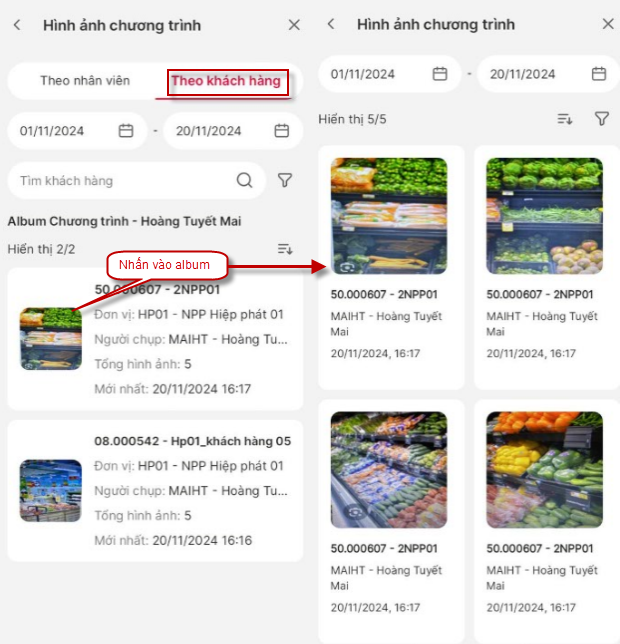 Hình ảnh chương trình
Theo nhân viên
Theo khách hàng
01/11/2024 - 20/11/2024
Tìm khách hàng
Album Chương trình - Hoàng Tuyết Mai
Hiển thị 2/2
Nhấn vào album
50.000607 - 2NPP01
Đơn vị: HP01 - NPP Hiệp phát 01
Người chụp: MAIHT - Hoàng Tu...
Tổng hình ảnh: 5
Mới nhất: 20/11/2024 16:17
08.000542 - Hp01_khách hàng 05
Đơn vị: HP01 - NPP Hiệp phát 01
Người chụp: MAIHT - Hoàng Tu...
Tổng hình ảnh: 5
Mới nhất: 20/11/2024 16:16
Hình ảnh chương trình
01/11/2024 - 20/11/2024
Hiển thị 5/5
50.000607 - 2NPP01
MAIHT - Hoàng Tuyết
Mai
20/11/2024, 16:17
50.000607 - 2NPP01
MAIHT - Hoàng Tuyết
Mai
20/11/2024, 16:17
50.000607 - 2NPP01
MAIHT - Hoàng Tuyết
Mai
20/11/2024, 16:17
50.000607 - 2NPP01
MAIHT - Hoàng Tuyết
Mai
20/11/2024, 16:17